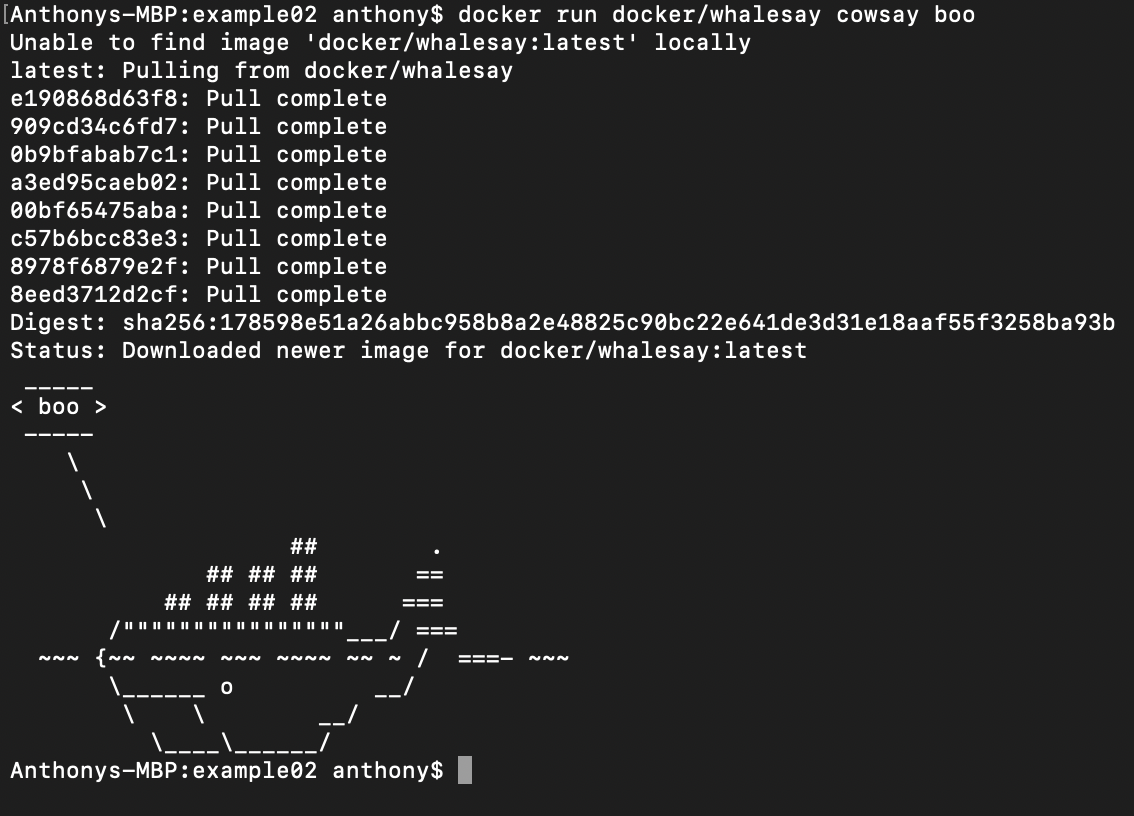 [Anthonys-MBP:example02 anthony$ docker run docker/whalesay cowsay boo
Unable to find image 'docker/whalesay:latest' locally
latest: Pulling from docker/whalesay
e190868d63f8: Pull complete
909cd34c6fd7: Pull complete
0b9bfabab7c1: Pull complete
a3ed95caeb02: Pull complete
00bf65475aba: Pull complete
c57b6bcc83e3: Pull complete
8978f6879e2f: Pull complete
8eed3712d2cf: Pull complete
Digest: sha256:178598e51a26abbc958b8a2e48825c90bc22e641de3d31e18aaf55f3258ba93b
Status: Downloaded newer image for docker/whalesay:latest
 _____
< boo >
 -----
    \
     \
      \
                    ##        .
              ## ## ##       ==
           ## ## ## ##      ===
       /""""""""""""""""___/ ===
  ~~~ {~~ ~~~~ ~~~ ~~~~ ~~ ~ /  ===- ~~~
       \______ o          __/
        \    \        __/
          \____\______/
Anthonys-MBP:example02 anthony$